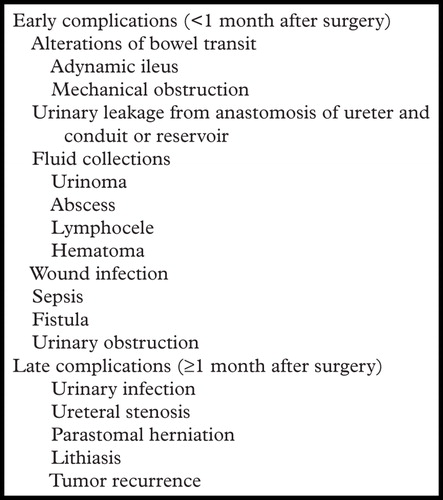 Early complications (<1 month after surgery)
Alterations of bowel transit
Adynamic ileus
Mechanical obstruction
Urinary leakage from anastomosis of ureter and
conduit or reservoir
Fluid collections
Urinoma
Abscess
Lymphocele
Hematoma
Wound infection
Sepsis
Fistula
Urinary obstruction
Late complications (≥1 month after surgery)
Urinary infection
Ureteral stenosis
Parastomal herniation
Lithiasis
Tumor recurrence